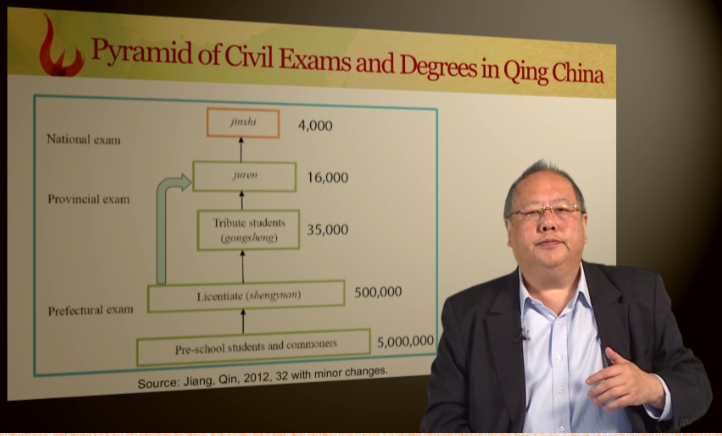 Pyramid of Civil Exams and Degrees in Qing China
jinshi
4,000
National exam
juren
16,000
Provincial exam
Tribute students
(gongsheng)
35,000
Licentiate (shengyuan)
500,000
Prefectural exam
Pre-school students and commoners
5,000,000
Source: Jiang, Qin, 2012, 32 with minor changes.